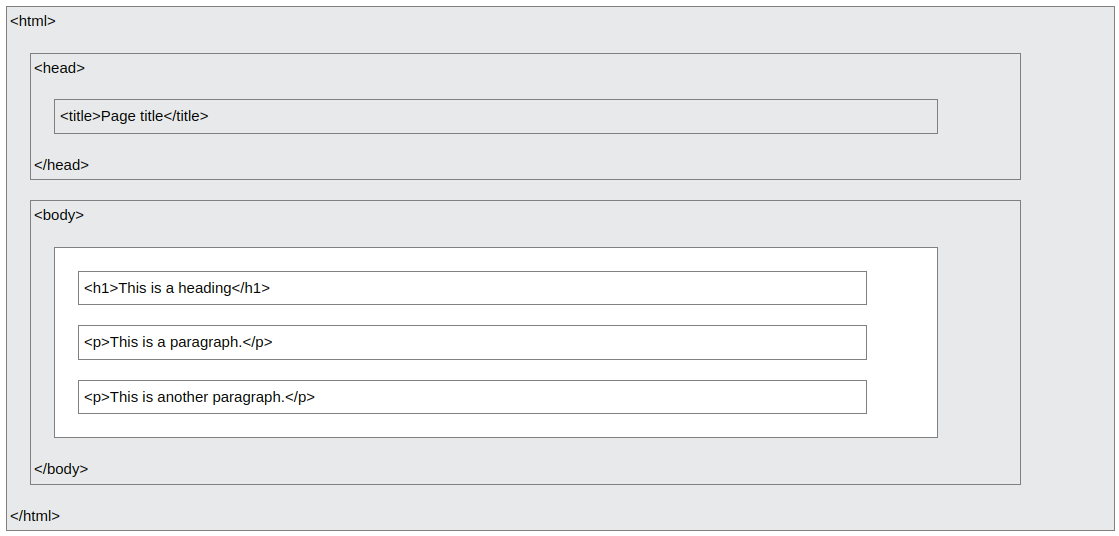 <html>
<head>
<title>Page title</title>
</head>
<body>
<h1>This is a heading</h1>
<p>This is a paragraph.</p>
<p>This is another paragraph.</p>
</body>
</html>